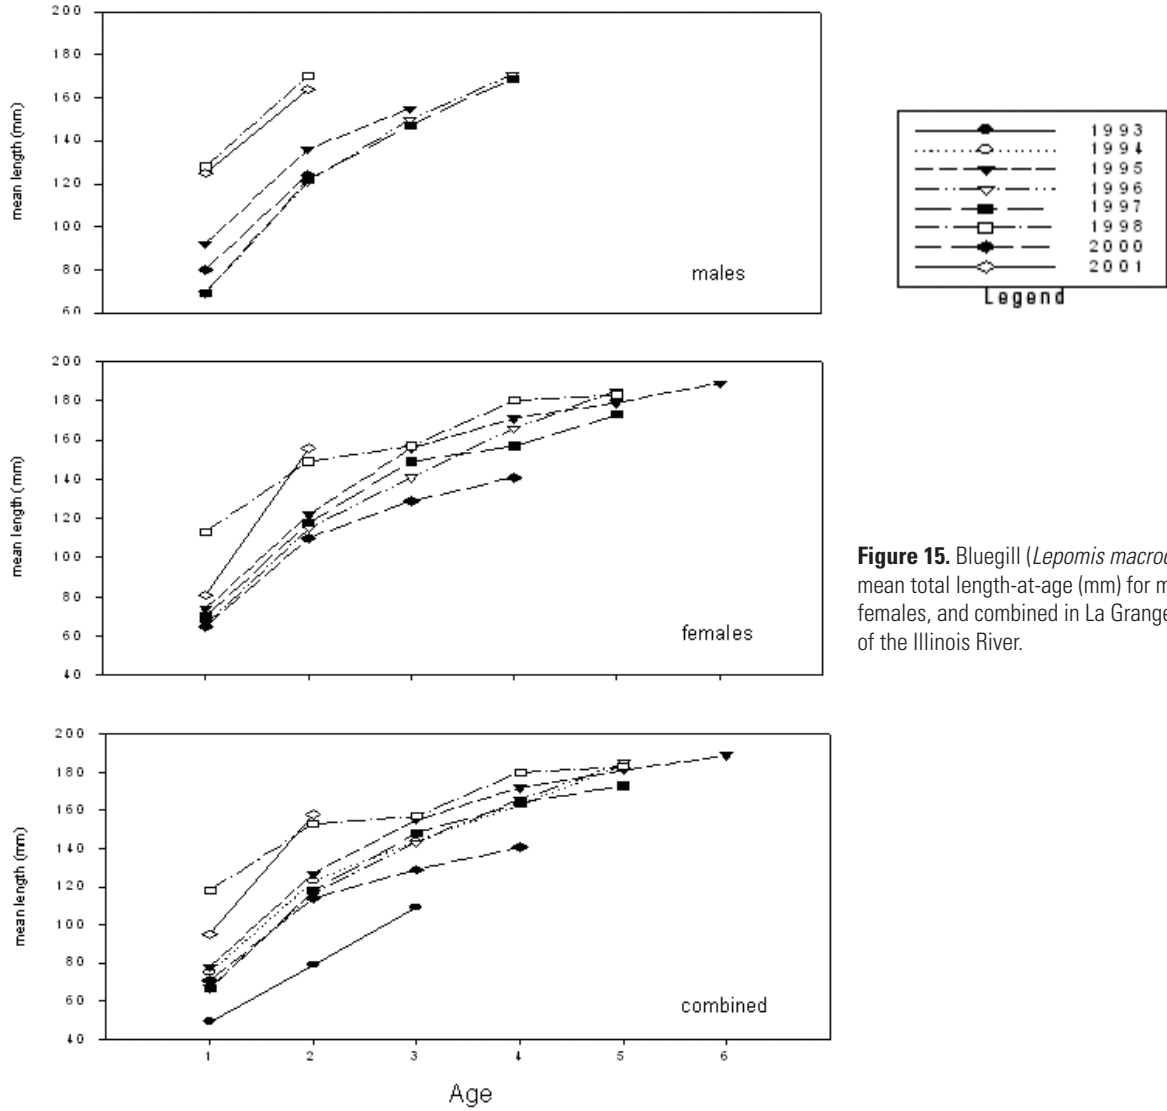 200
180
160
140
120
100
80
60
mean length (mm)
males
1993
1994
1995
1996
1997
1998
2000
2001
Legend
200
180
160
140
120
100
80
60
40
mean length (mm)
females
Figure 15. Bluegill (Lepomis
mean total length-at-age (mm) for
females, and combined in La Grange
of the Illinois River.
200
180
160
140
120
100
80
60
40
mean length (mm)
combined
1 2 3 4 5 6
Age